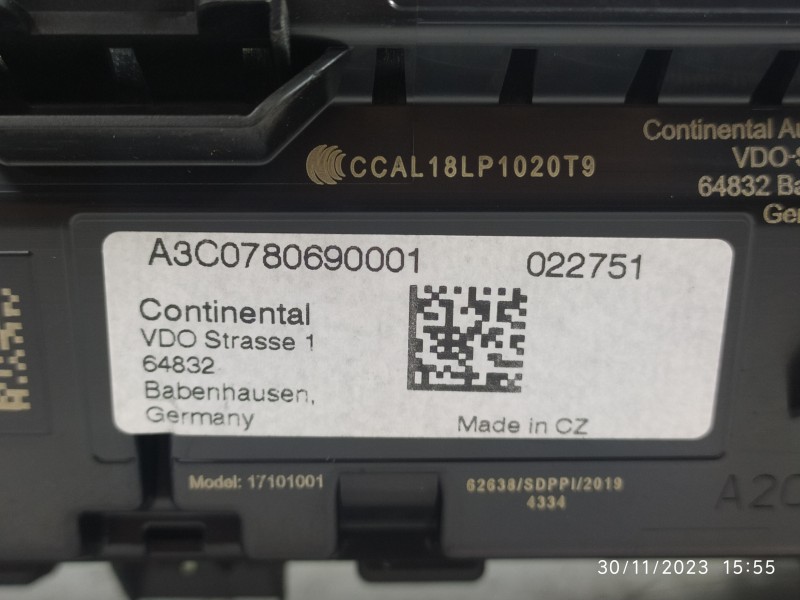 CCAL18LP1020T9
Continental
VDO-
64832
A3C0780690001 022751
Continental
VDO Strasse 1
64832
Babenhausen,
Germany
Made in CZ
Model: 17101001
62638/SDPPI/2019
4334
30/11/2023 15:55